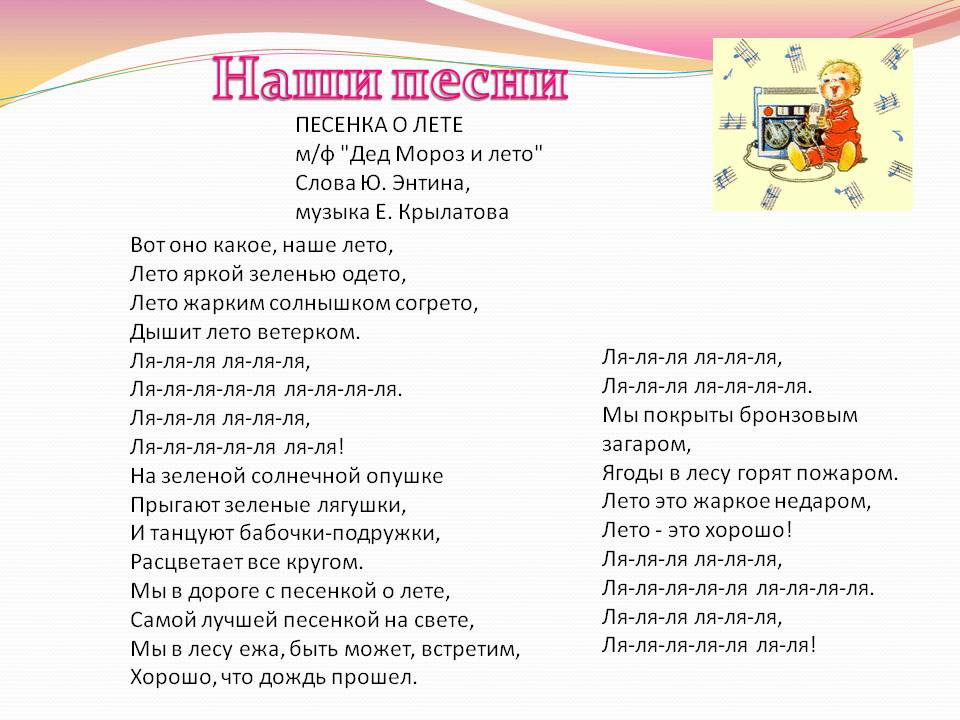 Наши песни
ПЕСЕНКА О ЛЕТЕ
м/ф "Дед Мороз и лето"
Слова Ю. Энтина,
музыка Е. Крылатова
Вот оно какое, наше лето,
Лето яркой зеленью одето,
Лето жарким солнышком согрето,
Дышит лето ветерком.
Ля-ля-ля ля-ля-ля,
Ля-ля-ля-ля-ля ля-ля-ля-ля.
Ля-ля-ля ля-ля-ля,
Ля-ля-ля-ля-ля ля-ля!
На зеленой солнечной опушке
Прыгают зеленые лягушки,
И танцуют бабочки-подружки,
Расцветает все кругом.
Мы в дороге с песенкой о лете,
Самой лучшей песенкой на свете,
Мы в лесу ежа, быть может, встретим,
Хорошо, что дождь прошел.
Ля-ля-ля ля-ля-ля,
Ля-ля-ля ля-ля-ля-ля.
Мы покрыты бронзовым
загаром,
Ягоды в лесу горят пожаром.
Лето это жаркое недаром,
Лето - это хорошо!
Ля-ля-ля ля-ля-ля,
Ля-ля-ля-ля-ля ля-ля-ля-ля.
Ля-ля-ля ля-ля-ля,
Ля-ля-ля-ля-ля ля-ля!